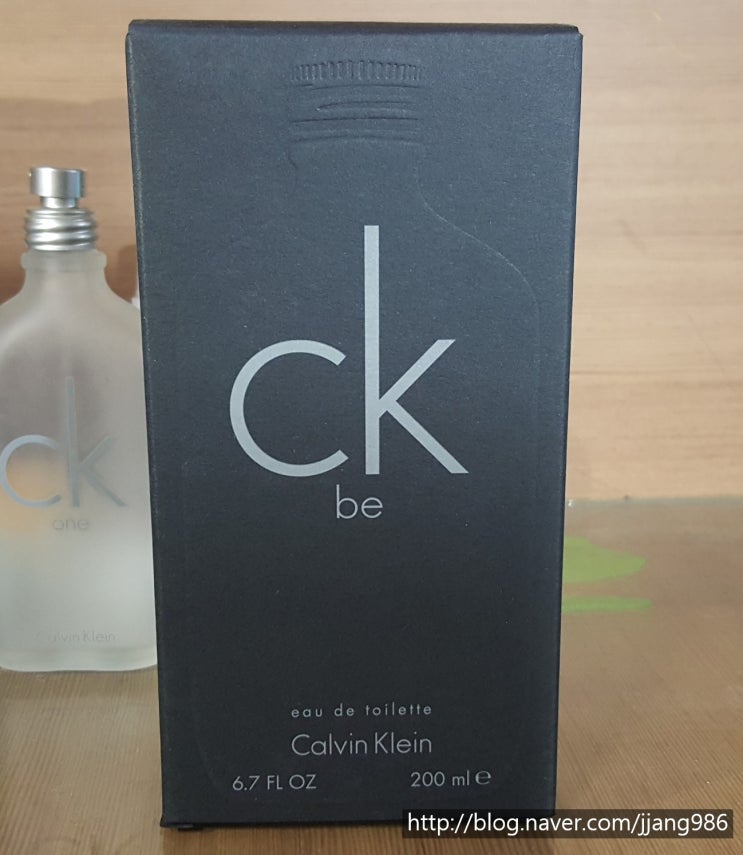 ck
be
eau de toilette
Calvin Klein
6.7 FL OZ 200 ml ℮
ck
one
Calvin Klein
http://blog.naver.com/jjang986